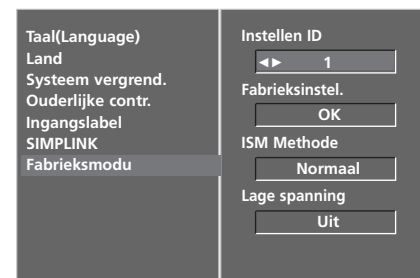 Taal(Language)
Land
Systeem vergrend.
Ouderlijke contr.
Ingangslabel
SIMPLINK
Fabrieksmodu
Instellen ID
◄► 1
Fabrieksinstel.
OK
ISM Methode
Normaal
Lage spanning
Uit